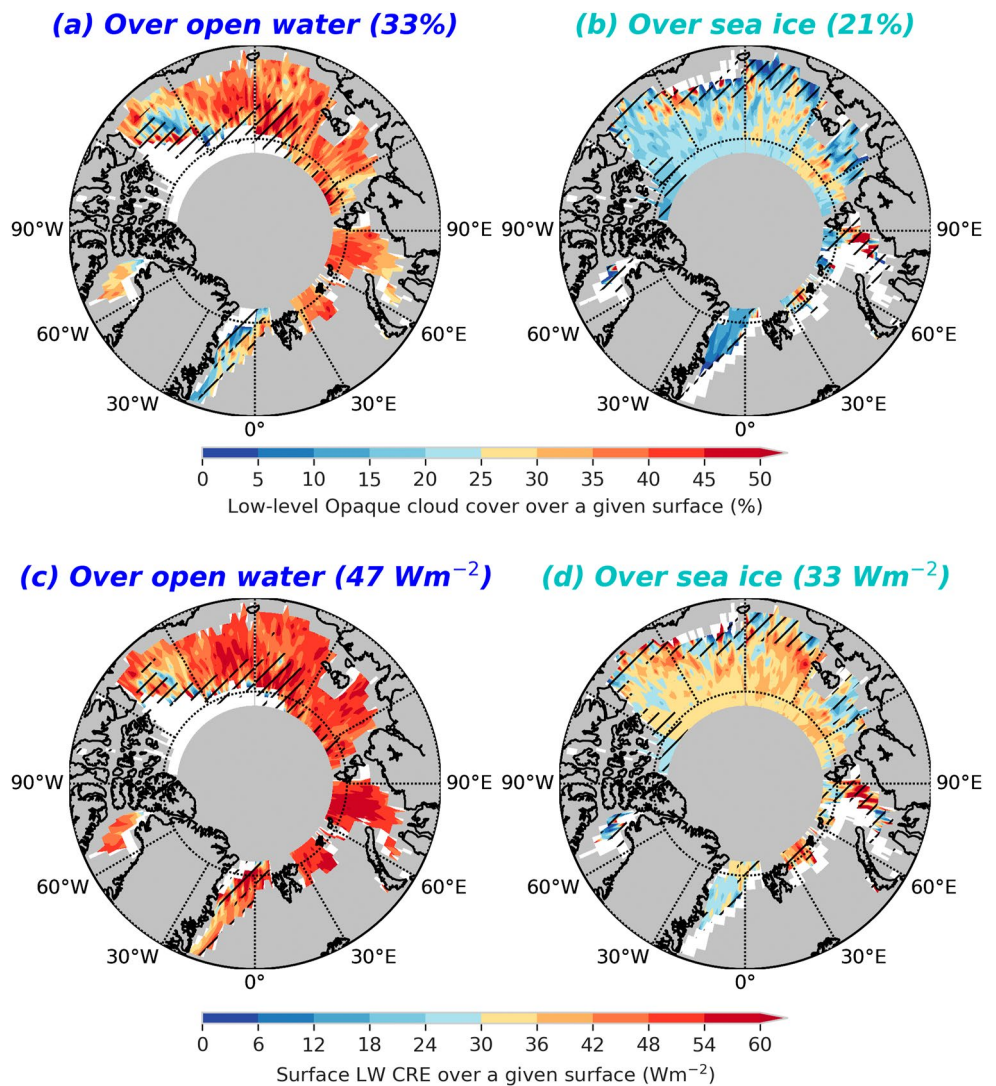 (a) Over open water (33%)
(b) Over sea ice (21%)
90°W
90°E
90°W
90°E
60°W
60°E
60°W
60°E
30°W
30°E
30°W
30°E
0°
0°
0 5 10 15 20 25 30 35 40 45 50
Low-level Opaque cloud cover over a given surface (%)
(c) Over open water (47 Wm⁻²)
(d) Over sea ice (33 Wm⁻²)
90°W
90°E
90°W
90°E
60°W
60°E
60°W
60°E
30°W
30°E
30°W
30°E
0°
0°
0 6 12 18 24 30 36 42 48 54 60
Surface LW CRE over a given surface (Wm⁻²)